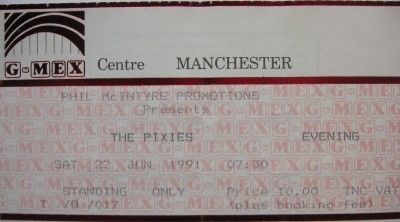 G-MEX Centre MANCHESTER
PHIL McINTYRE PROMOTIONS
Presents
THE PIXIES EVENING
SAT 22 JUN 1991 07:30
STANDING ONLY Price 10.00 INC VAT
(plus booking fee)